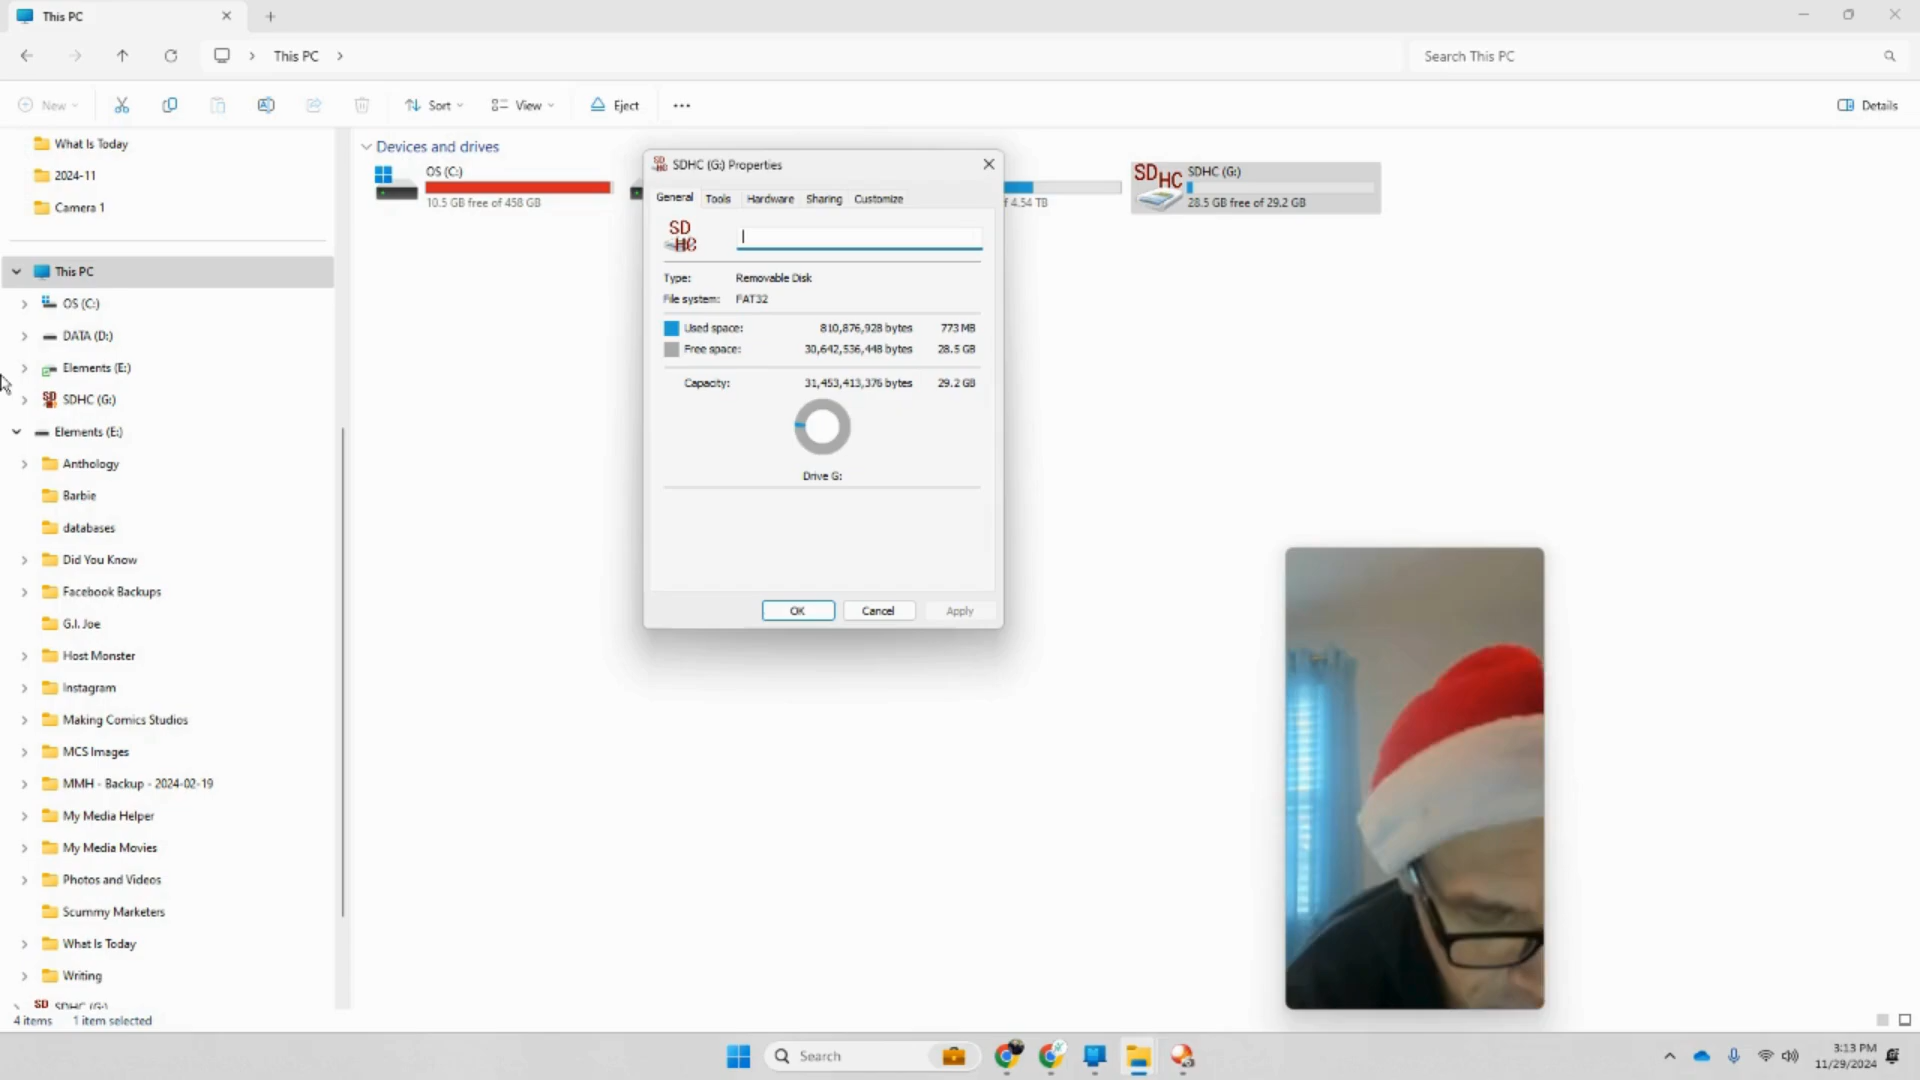 This PC
This PC
Search This PC
New
Sort
View
Eject
Details
What Is Today
2024-11
Camera 1
This PC
OS (C:)
DATA (D:)
Elements (E:)
SDHC (G:)
Elements (E:)
Anthology
Barbie
databases
Did You Know
Facebook Backups
G.I. Joe
Host Monster
Instagram
Making Comics Studios
MCS Images
MMH - Backup - 2024-02-19
My Media Helper
My Media Movies
Photos and Videos
Scummy Marketers
What Is Today
Writing
SD SDHC (G:)
4 items 1 item selected
Devices and drives
OS (C:)
10.5 GB free of 458 GB
f 4.54 TB
SDHC
SDHC (G:)
28.5 GB free of 29.2 GB
SD HC SDHC (G:) Properties
General Tools Hardware Sharing Customize
SD
HC
Type: Removable Disk
File system: FAT32
Used space: 810,876,928 bytes 773 MB
Free space: 30,642,536,448 bytes 28.5 GB
Capacity: 31,453,413,376 bytes 29.2 GB
Drive G:
OK Cancel Apply
Search
3:13 PM
11/29/2024